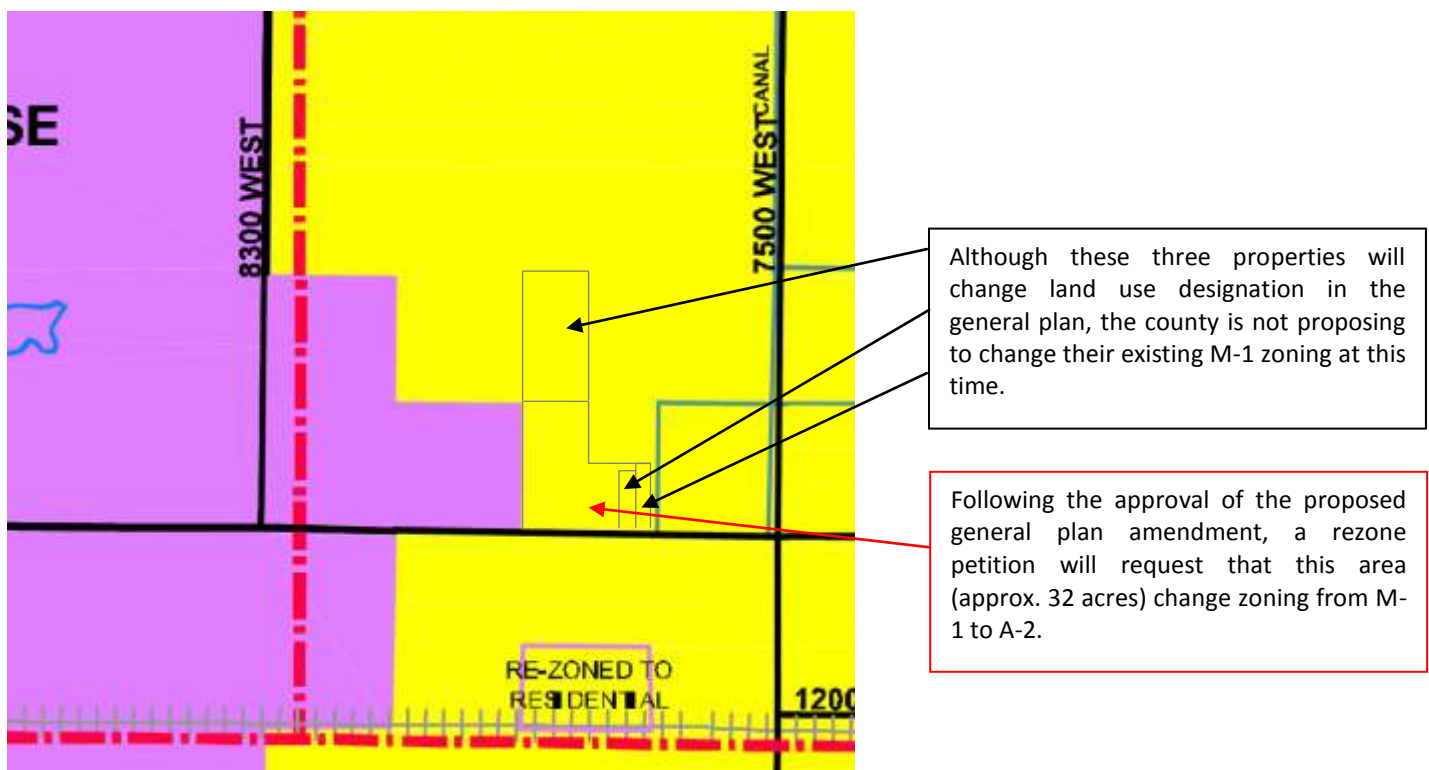 SE
8300 WEST
7500 WEST
CANAL
Although these three properties will
change land use designation in the
general plan, the county is not proposing
to change their existing M-1 zoning at this
time.
Following the approval of the proposed
general plan amendment, a rezone
petition will request that this area
(approx. 32 acres) change zoning from M-
1 to A-2.
RE-ZONED TO
RESIDENTIAL
1200